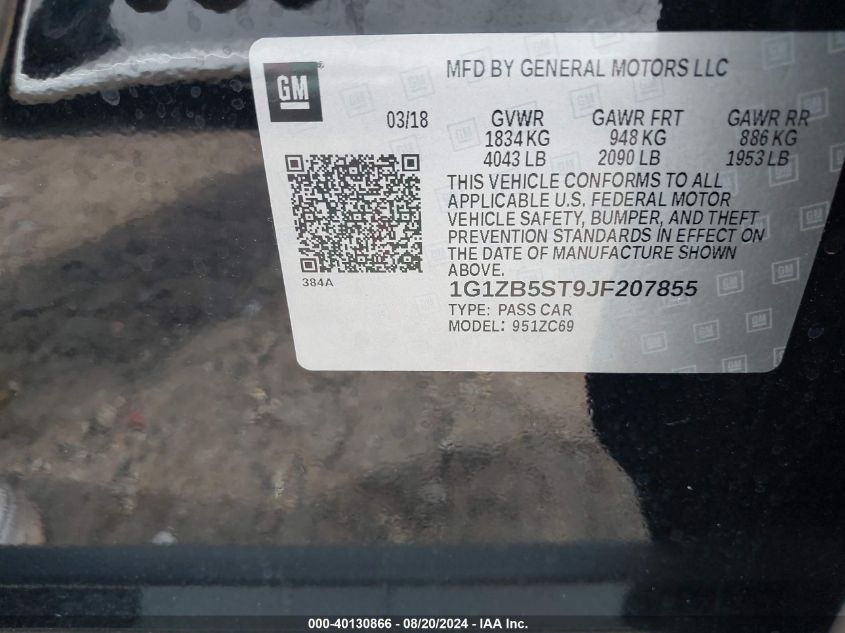 GM
MFD BY GENERAL MOTORS LLC
03/18 GVWR GAWR FRT GAWR RR
1834 KG 948 KG 886 KG
4043 LB 2090 LB 1953 LB
THIS VEHICLE CONFORMS TO ALL
APPLICABLE U.S. FEDERAL MOTOR
VEHICLE SAFETY, BUMPER, AND THEFT
PREVENTION STANDARDS IN EFFECT ON
THE DATE OF MANUFACTURE SHOWN
ABOVE.
384A
1G1ZB5ST9JF207855
TYPE: PASS CAR
MODEL: 951ZC69
000-40130866 / 08/20/2024 - IAA Inc.